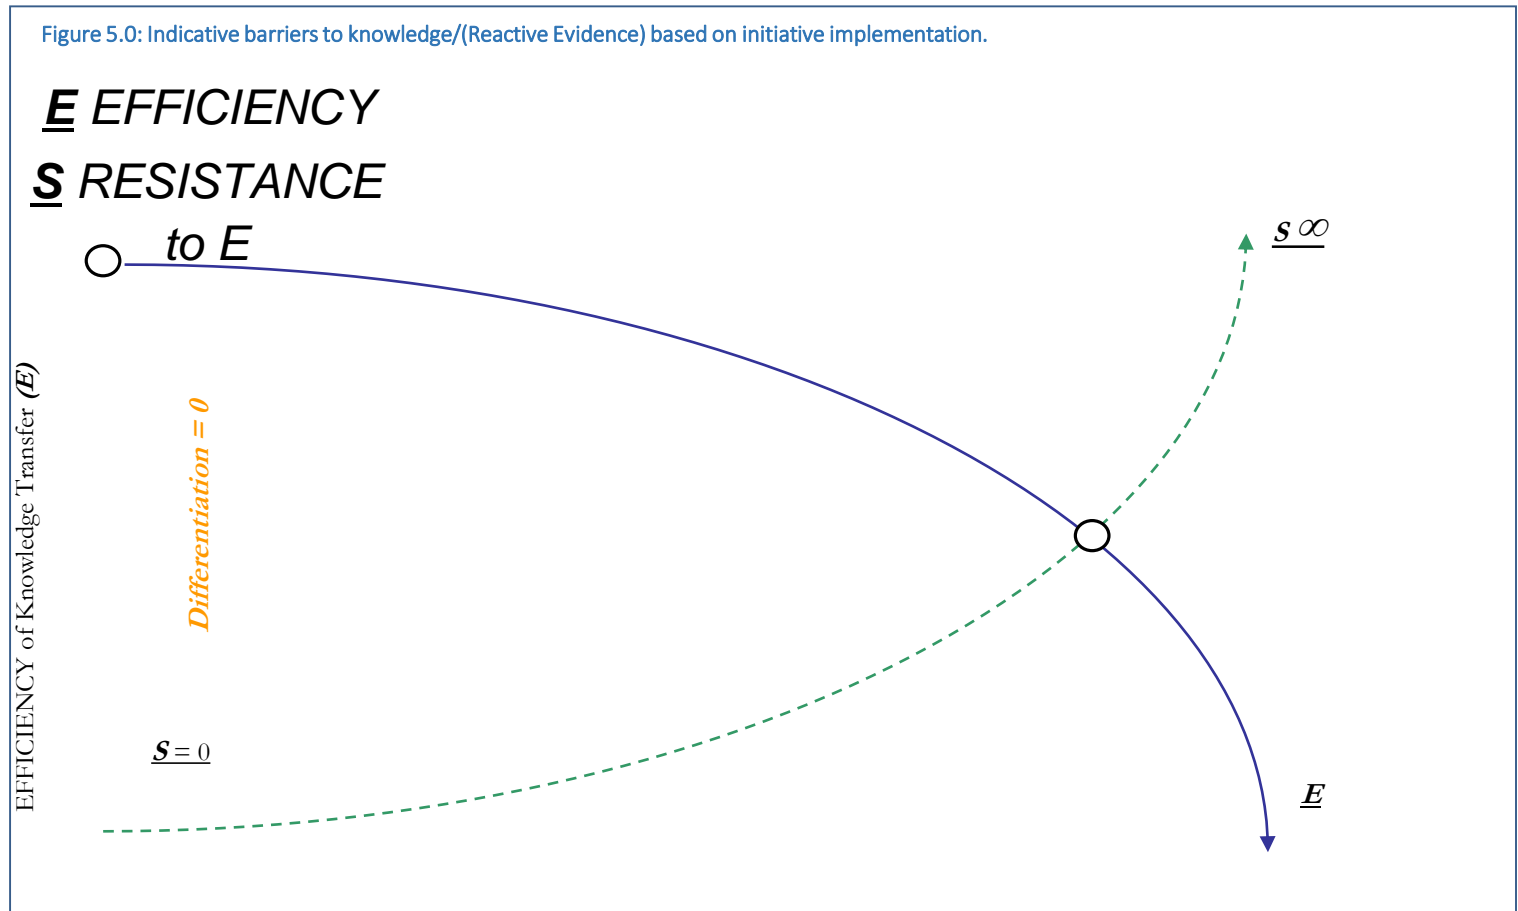 Figure 5.0: Indicative barriers to knowledge/(Reactive Evidence) based on initiative implementation.
E EFFICIENCY
S RESISTANCE
to E
s ∞
EFFICIENCY of Knowledge Transfer (E)
Differentiation = 0
S = 0
E